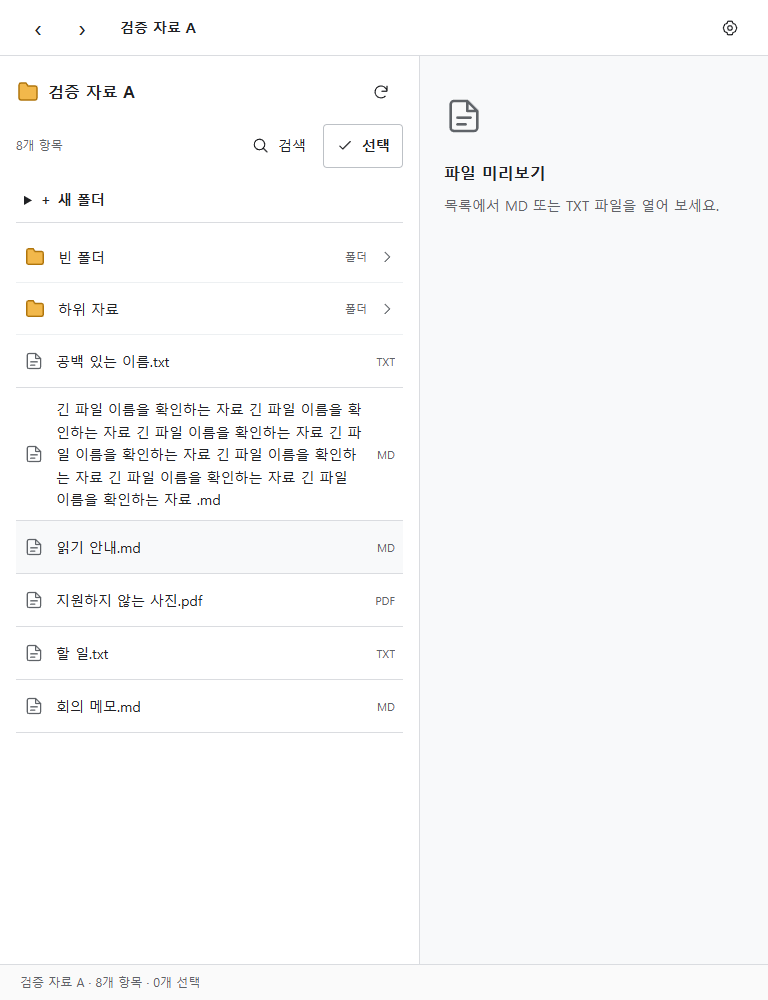 검증 자료 A
검증 자료 A
8개 항목
검색
선택
+ 새 폴더
빈 폴더
폴더
하위 자료
폴더
공백 있는 이름.txt
TXT
긴 파일 이름을 확인하는 자료 긴 파일 이름을 확
인하는 자료 긴 파일 이름을 확인하는 자료 긴 파
일 이름을 확인하는 자료 긴 파일 이름을 확인하
는 자료 긴 파일 이름을 확인하는 자료 긴 파일
이름을 확인하는 자료 .md
MD
읽기 안내.md
MD
지원하지 않는 사진.pdf
PDF
할 일.txt
TXT
회의 메모.md
MD
파일 미리보기
목록에서 MD 또는 TXT 파일을 열어 보세요.
검증 자료 A · 8개 항목 · 0개 선택